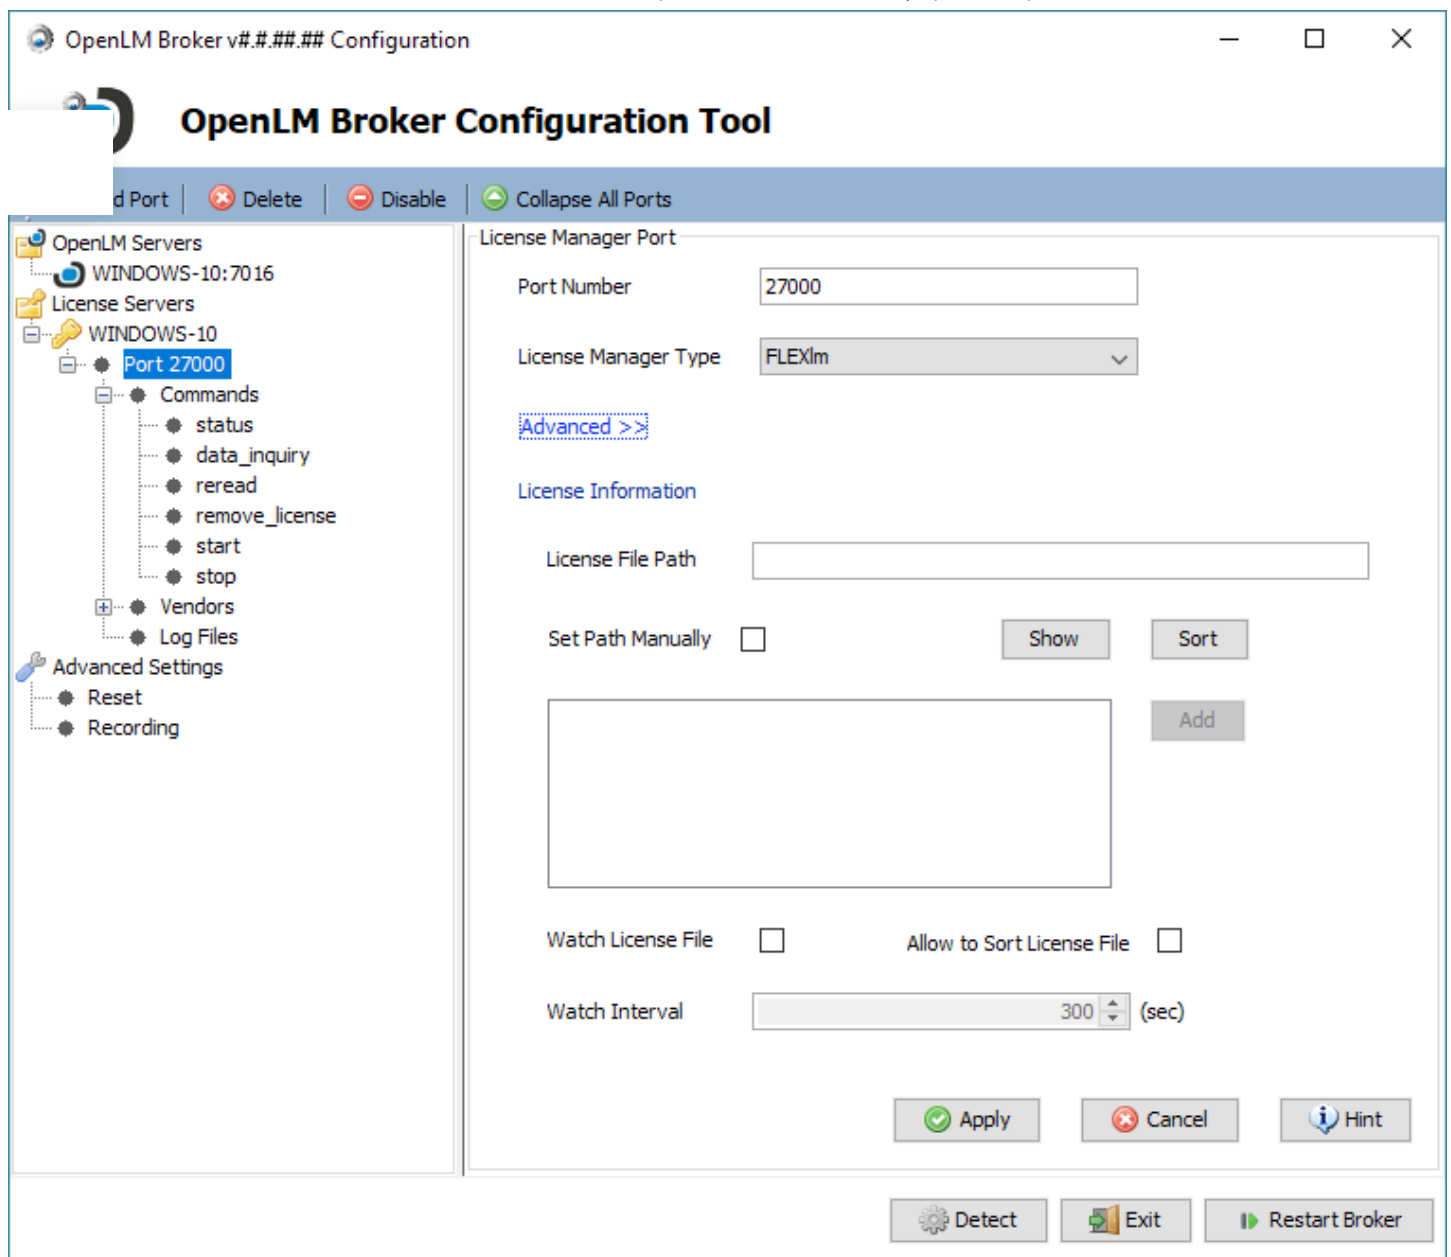 OpenLM Broker v#.#.##.## Configuration
OpenLM Broker Configuration Tool
d Port Delete Disable Collapse All Ports
OpenLM Servers
WINDOWS-10:7016
License Servers
WINDOWS-10
Port 27000
Commands
status
data_inquiry
reread
remove_license
start
stop
Vendors
Log Files
Advanced Settings
Reset
Recording
License Manager Port
Port Number 27000
License Manager Type FLEXlm
Advanced >>
License Information
License File Path
Set Path Manually Show Sort
Add
Watch License File Allow to Sort License File
Watch Interval 300 (sec)
Apply Cancel Hint
Detect Exit Restart Broker